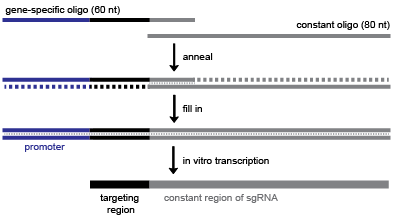 gene-specific oligo (60 nt)
constant oligo (80 nt)
anneal
fill in
promoter
in vitro transcription
targeting
region
constant region of sgRNA